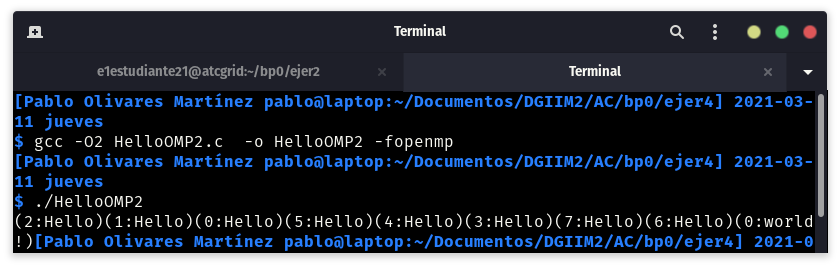 Terminal
e1estudiante21@atcgrid:~/bp0/ejer2
Terminal
[Pablo Olivares Martínez pablo@laptop:~/Documentos/DGIIM2/AC/bp0/ejer4] 2021-03-
11 jueves
$ gcc -O2 HelloOMP2.c  -o HelloOMP2 -fopenmp
[Pablo Olivares Martínez pablo@laptop:~/Documentos/DGIIM2/AC/bp0/ejer4] 2021-03-
11 jueves
$ ./HelloOMP2
(2:Hello)(1:Hello)(0:Hello)(5:Hello)(4:Hello)(3:Hello)(7:Hello)(6:Hello)(0:world
!)[Pablo Olivares Martínez pablo@laptop:~/Documentos/DGIIM2/AC/bp0/ejer4] 2021-0